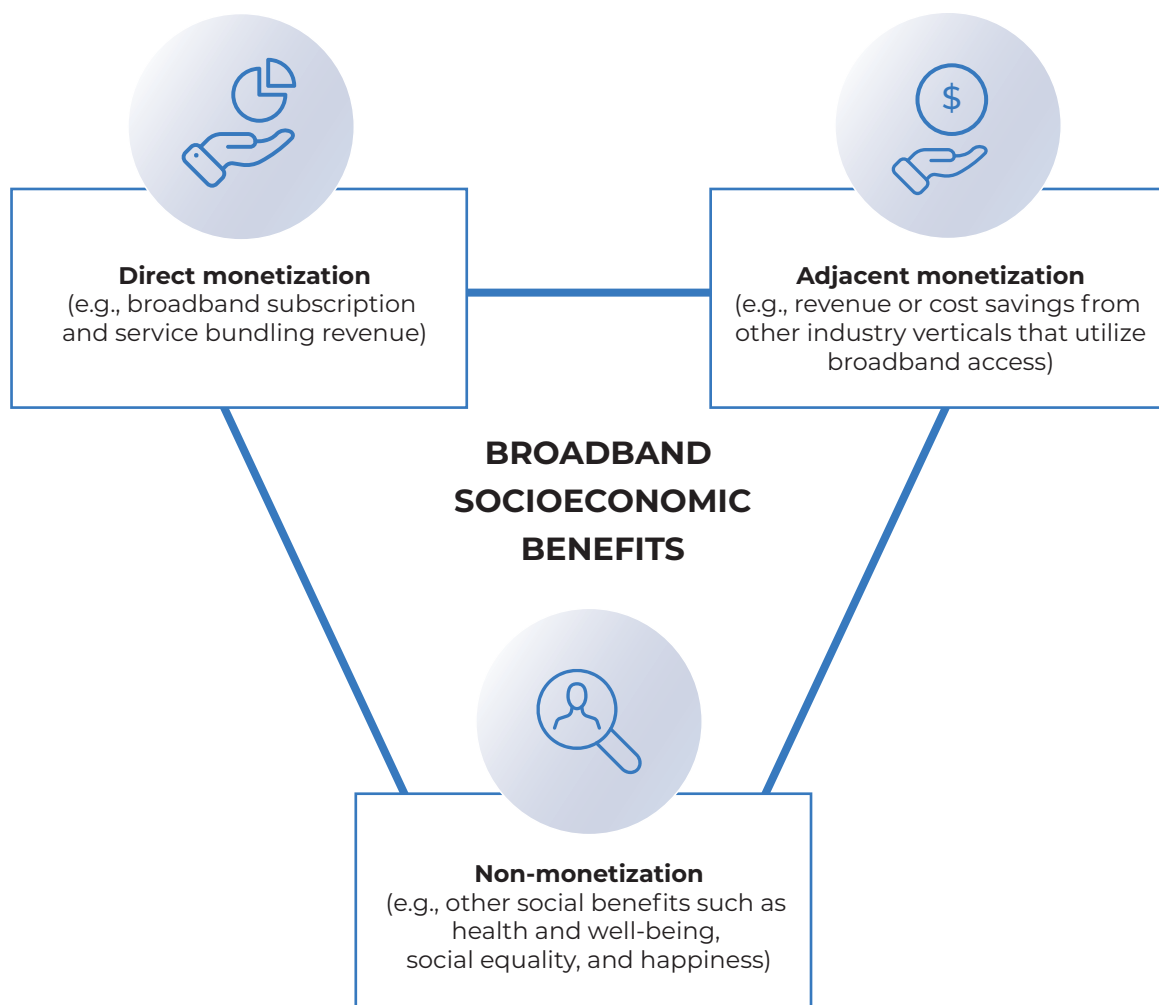 $
Direct monetization
(e.g., broadband subscription
and service bundling revenue)
Adjacent monetization
(e.g., revenue or cost savings from
other industry verticals that utilize
broadband access)
BROADBAND
SOCIOECONOMIC
BENEFITS
Non-monetization
(e.g., other social benefits such as
health and well-being,
social equality, and happiness)